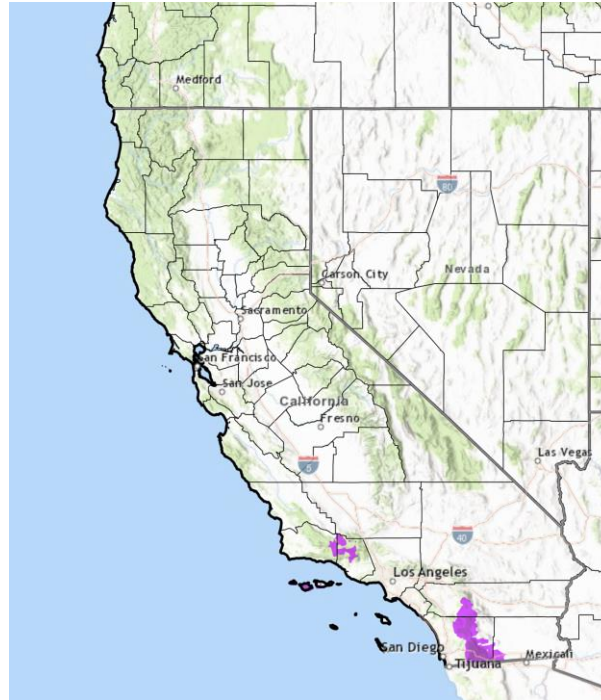 Medford
80
Carson City
Nevada
Sacramento
San Francisco
San Jose
California
Fresno
5
Las Vegas
40
Los Angeles
San Diego
Mexicali
Tijuana